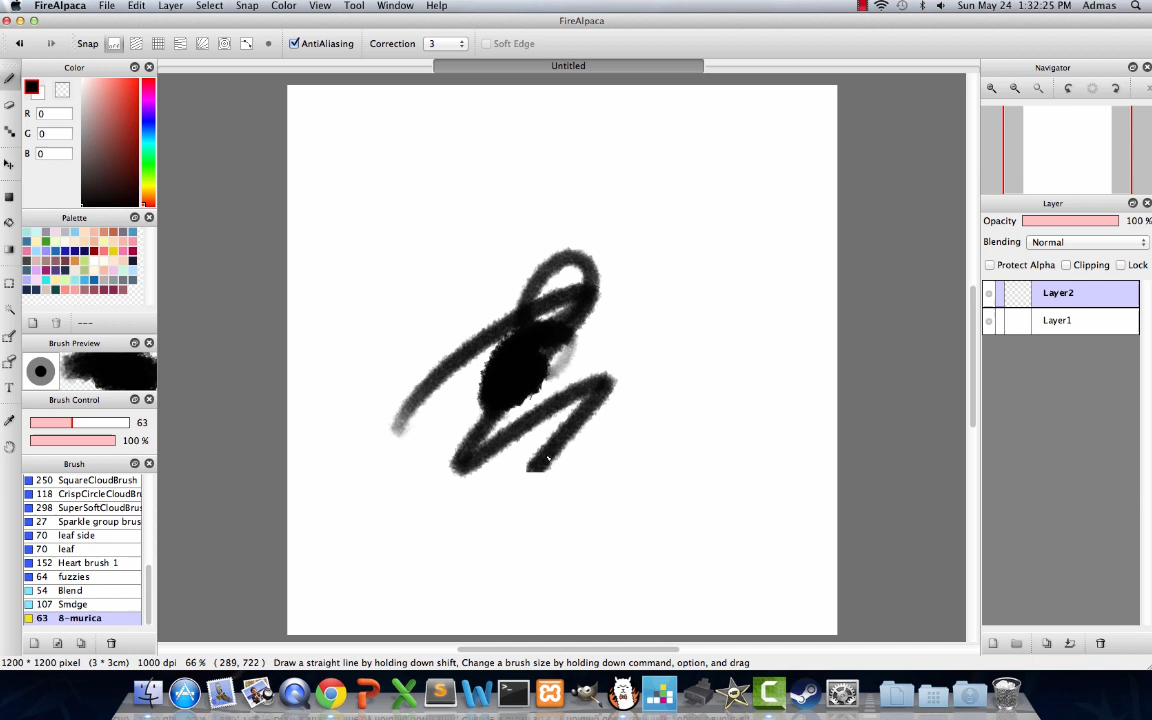 FireAlpaca File Edit Layer Select Snap Color View Tool Window Help Sun May 24 1:32:25 PM Admas
FireAlpaca
Snap off AntiAliasing Correction 3 Soft Edge
Untitled
Color
R 0
G 0
B 0
Palette
---
Brush Preview
Brush Control
63
100 %
Brush
250 SquareCloudBrush
118 CrispCircleCloudBru
298 SuperSoftCloudBrus
27 Sparkle group brus
70 leaf side
70 leaf
152 Heart brush 1
64 fuzzies
54 Blend
107 Smdge
63 8-murica
Navigator
Layer
Opacity 100 %
Blending Normal
Protect Alpha Clipping Lock
Layer2
Layer1
1200 * 1200 pixel (3 * 3cm) 1000 dpi 66 % ( 289, 722 ) Draw a straight line by holding down shift, Change a brush size by holding down command, option, and drag